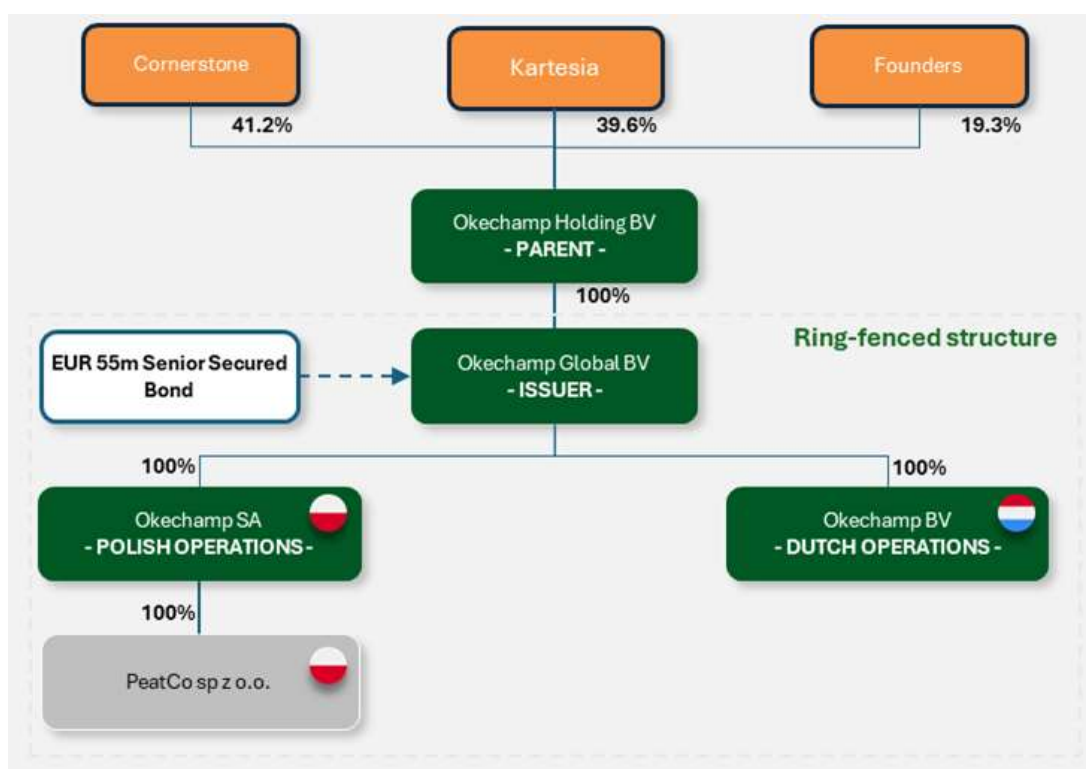 Cornerstone
Kartesia
Founders
41.2%
39.6%
19.3%
Okechamp Holding BV
- PARENT -
100%
Ring-fenced structure
EUR 55m Senior Secured
Bond
Okechamp Global BV
- ISSUER -
100%
100%
Okechamp SA
- POLISH OPERATIONS-
Okechamp BV
- DUTCH OPERATIONS -
100%
PeatCo sp z o.o.